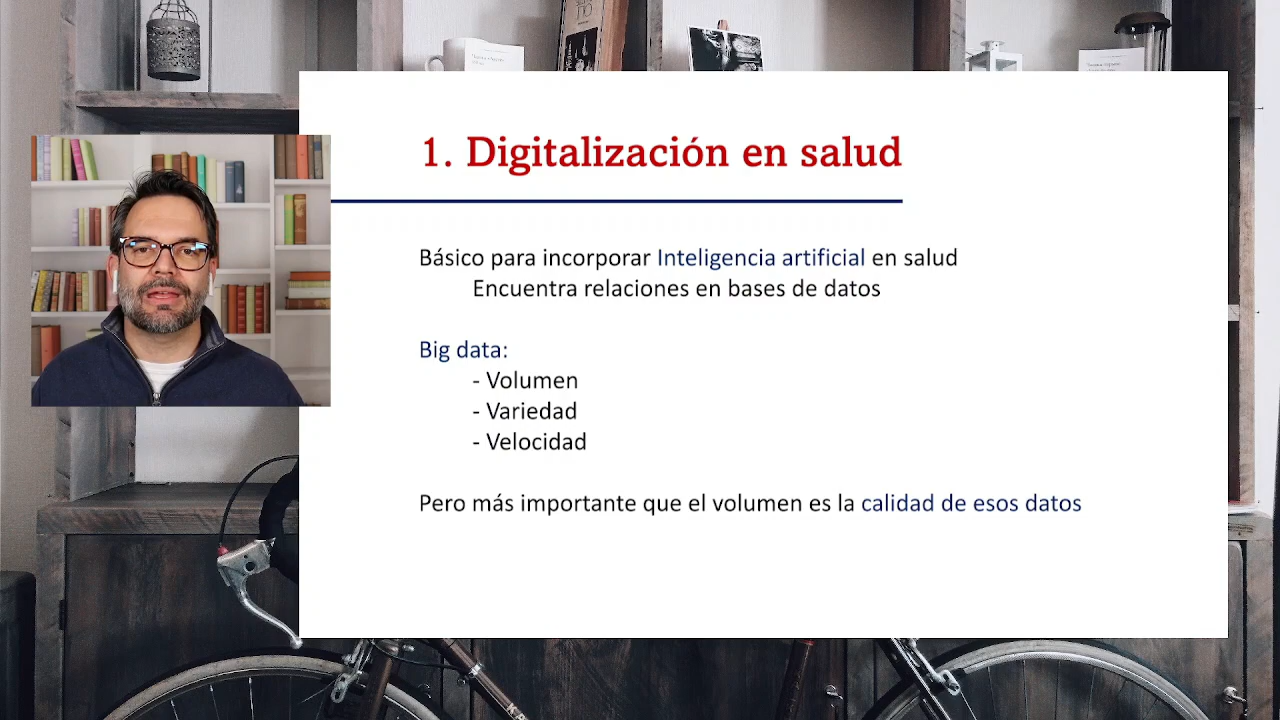 1. Digitalización en salud
Básico para incorporar Inteligencia artificial en salud
Encuentra relaciones en bases de datos
Big data:
- Volumen
- Variedad
- Velocidad
Pero más importante que el volumen es la calidad de esos datos